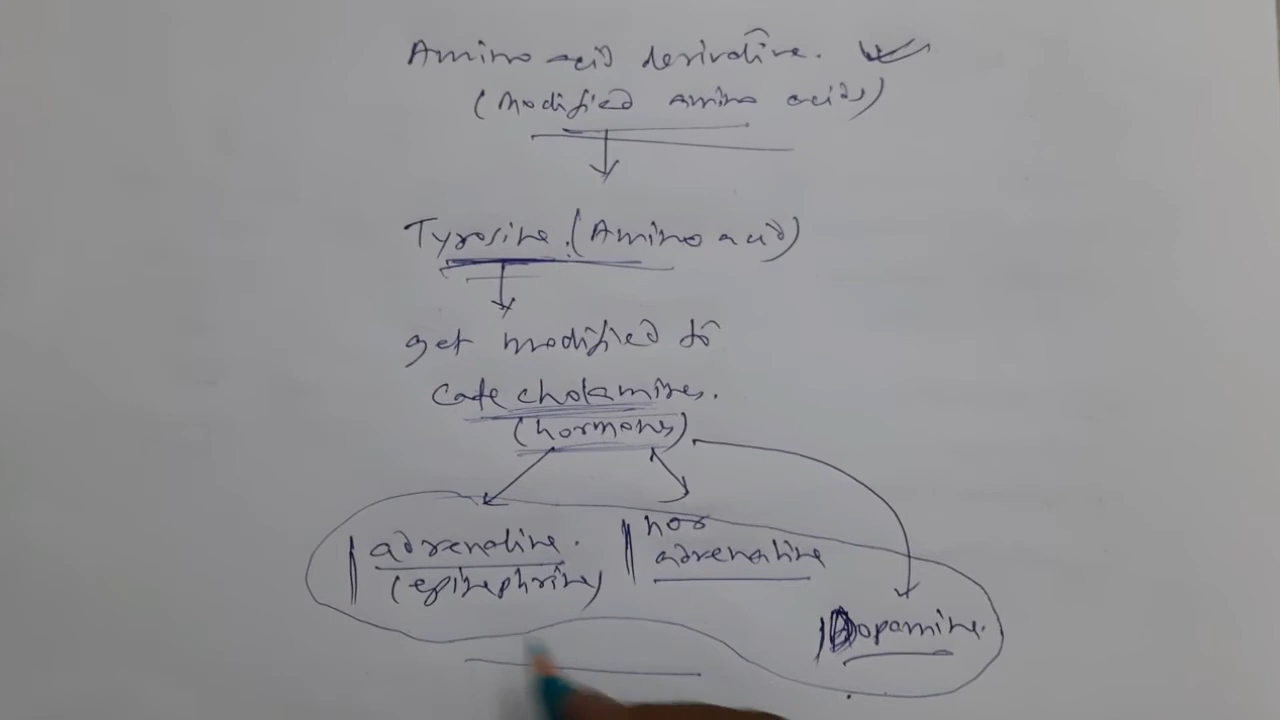 Amino acid derivative.
(Modified amino acids)
Tyrosine. (Amino acid)
get modified to
Catecholamines.
(hormones)
adrenaline.
(epinephrine)
nor
adrenaline
Dopamine.